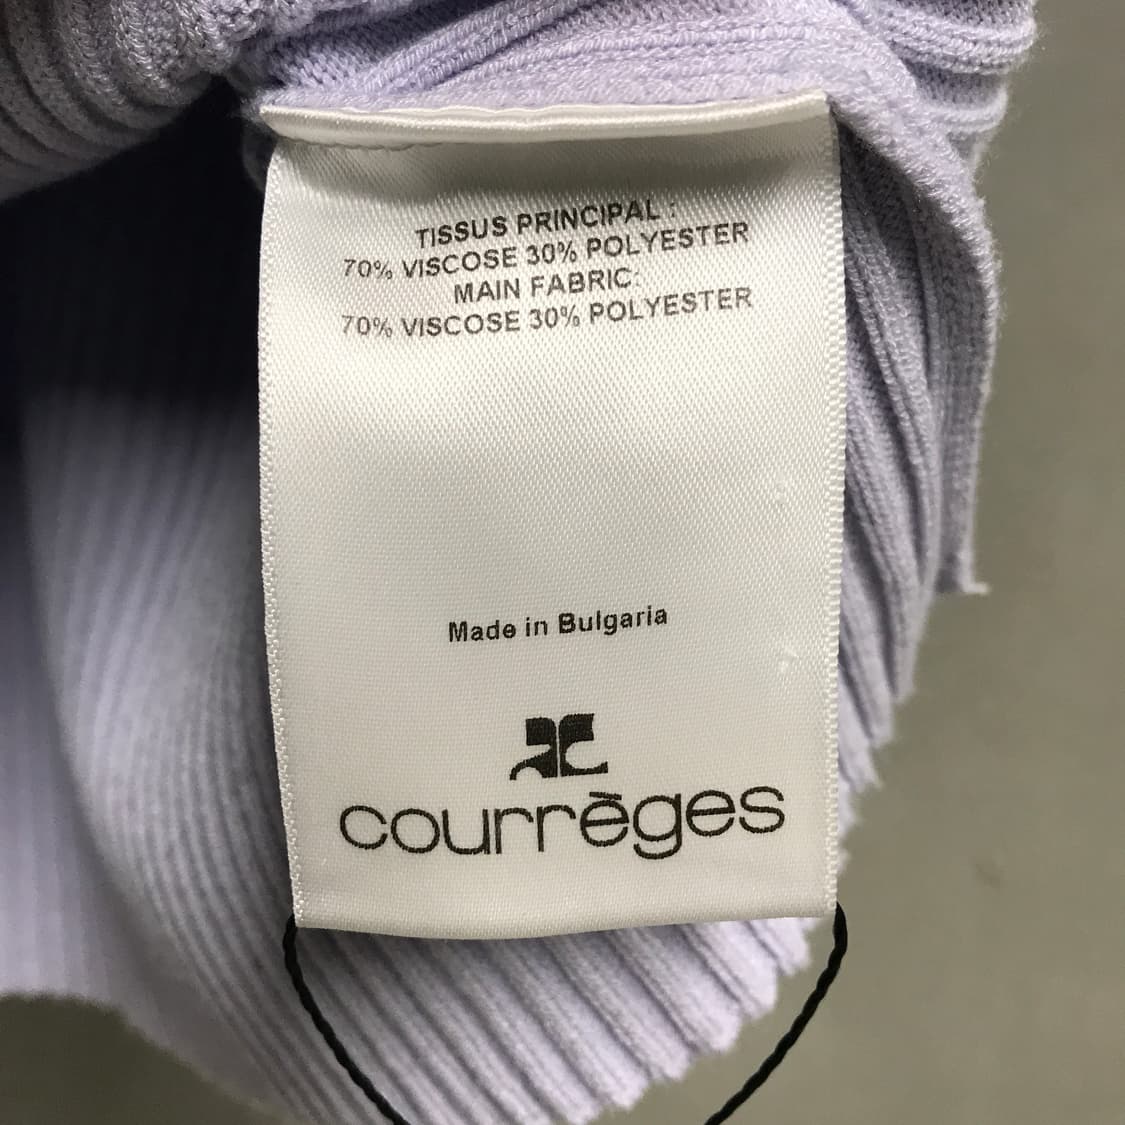 TISSUS PRINCIPAL :
70% VISCOSE 30% POLYESTER
MAIN FABRIC:
70% VISCOSE 30% POLYESTER
Made in Bulgaria
courrèges